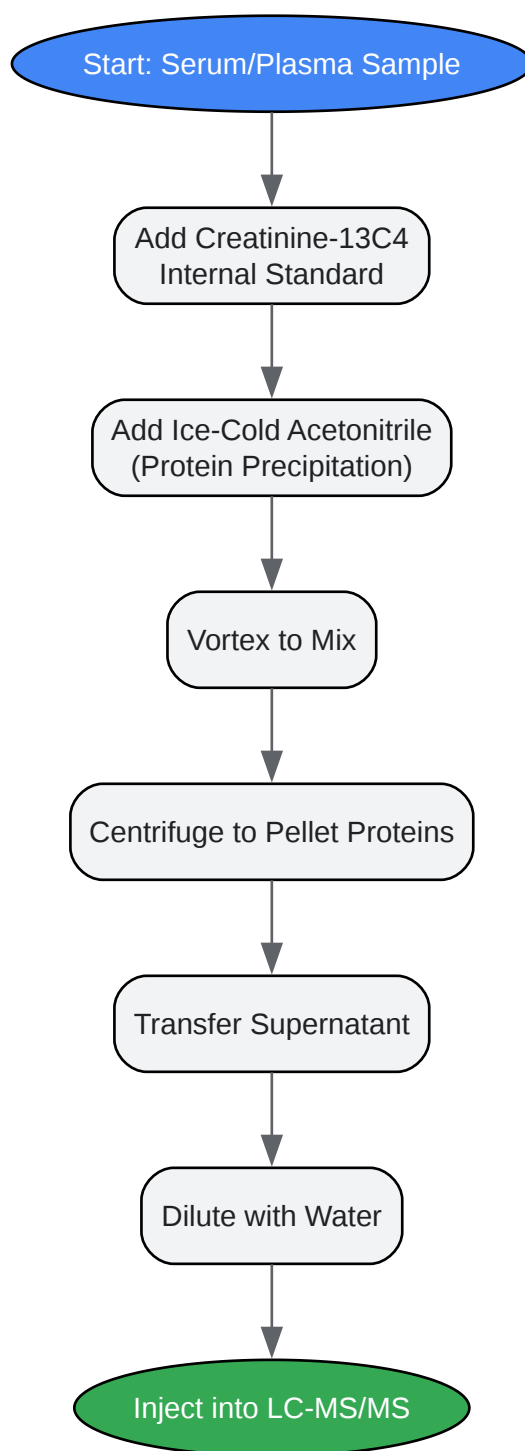 Start: Serum/Plasma Sample
Add Creatinine-13C4
Internal Standard
Add Ice-Cold Acetonitrile
(Protein Precipitation)
Vortex to Mix
Centrifuge to Pellet Proteins
Transfer Supernatant
Dilute with Water
Inject into LC-MS/MS